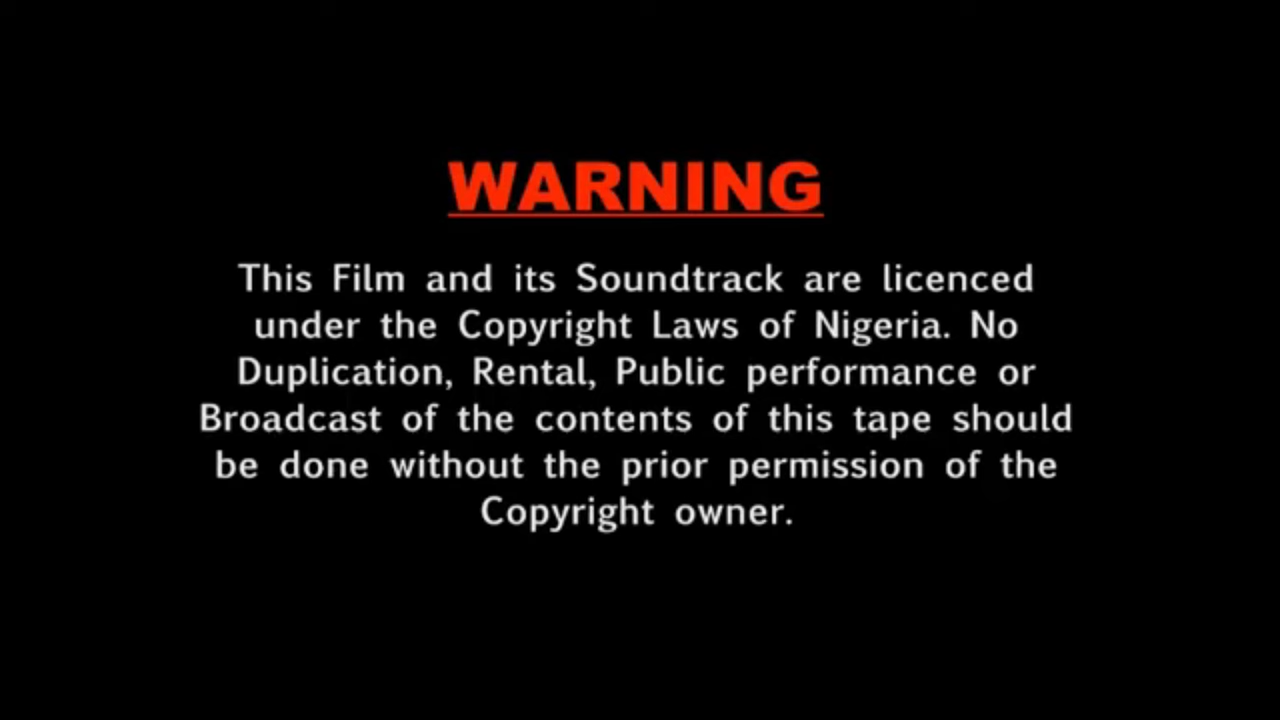 WARNING
This Film and its Soundtrack are licenced
under the Copyright Laws of Nigeria. No
Duplication, Rental, Public performance or
Broadcast of the contents of this tape should
be done without the prior permission of the
Copyright owner.